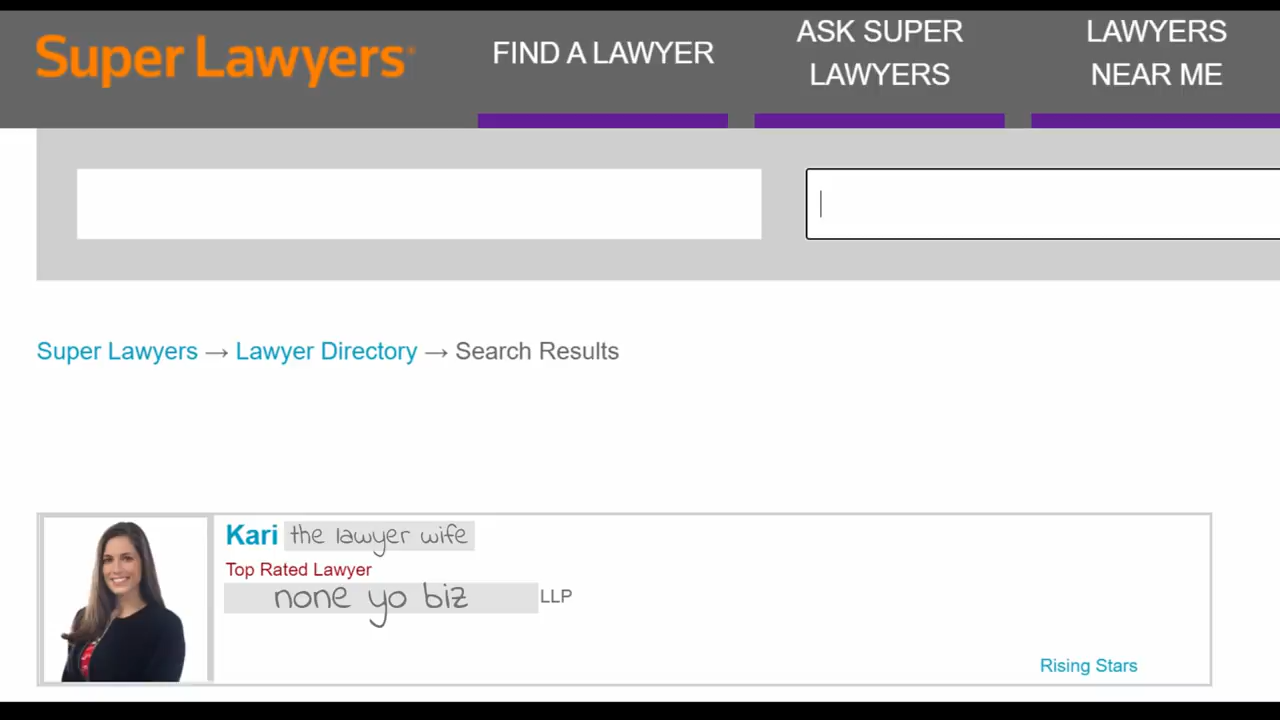 Super Lawyers
FIND A LAWYER
ASK SUPER
LAWYERS
LAWYERS
NEAR ME
Super Lawyers → Lawyer Directory → Search Results
Kari the lawyer wife
Top Rated Lawyer
none yo biz LLP
Rising Stars